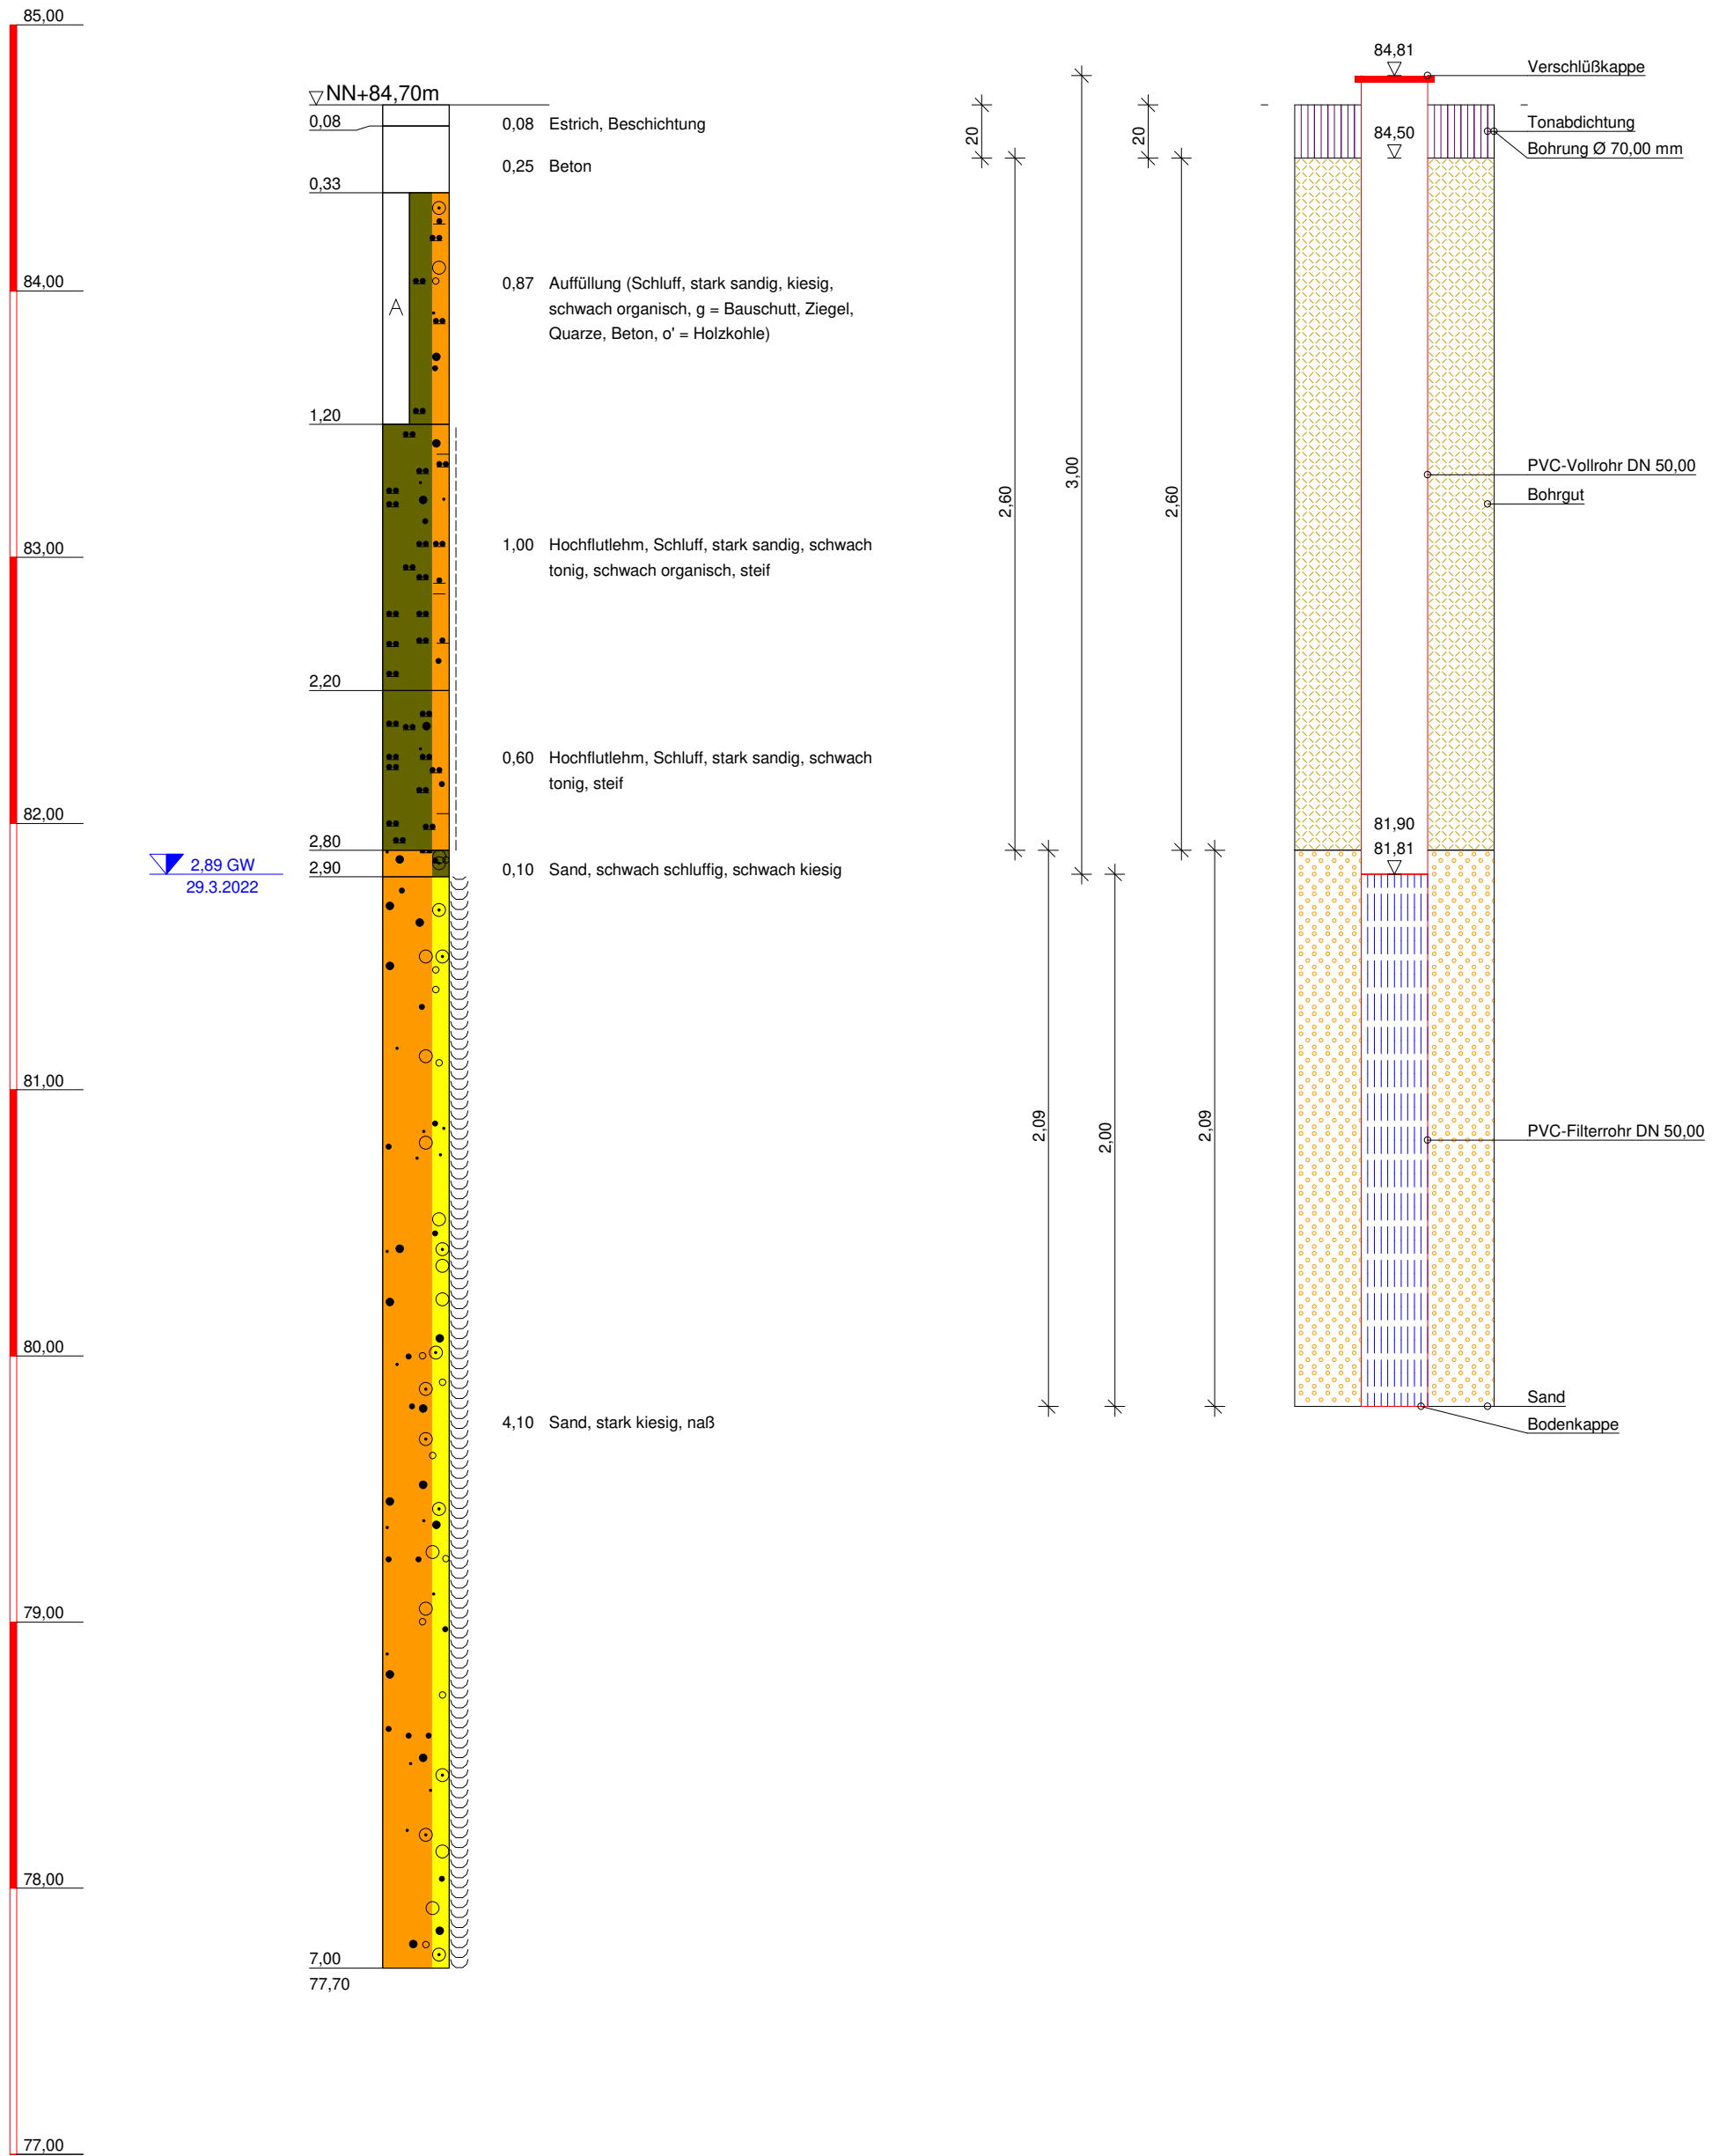 85,00
84,00
83,00
82,00
81,00
80,00
79,00
78,00
77,00
2,89 GW
29.3.2022
NN+84,70m
0,08
0,33
1,20
2,20
2,80
2,90
7,00
77,70
A
0,08 Estrich, Beschichtung
0,25 Beton
0,87 Auffüllung (Schluff, stark sandig, kiesig,
schwach organisch, g = Bauschutt, Ziegel,
Quarze, Beton, o' = Holzkohle)
1,00 Hochflutlehm, Schluff, stark sandig, schwach
tonig, schwach organisch, steif
0,60 Hochflutlehm, Schluff, stark sandig, schwach
tonig, steif
0,10 Sand, schwach schluffig, schwach kiesig
4,10 Sand, stark kiesig, naß
20
2,60
2,09
3,00
2,00
20
2,60
2,09
84,81
84,50
81,90
81,81
Verschlüßkappe
Tonabdichtung
Bohrung Ø 70,00 mm
PVC-Vollrohr DN 50,00
Bohrgut
PVC-Filterrohr DN 50,00
Sand
Bodenkappe